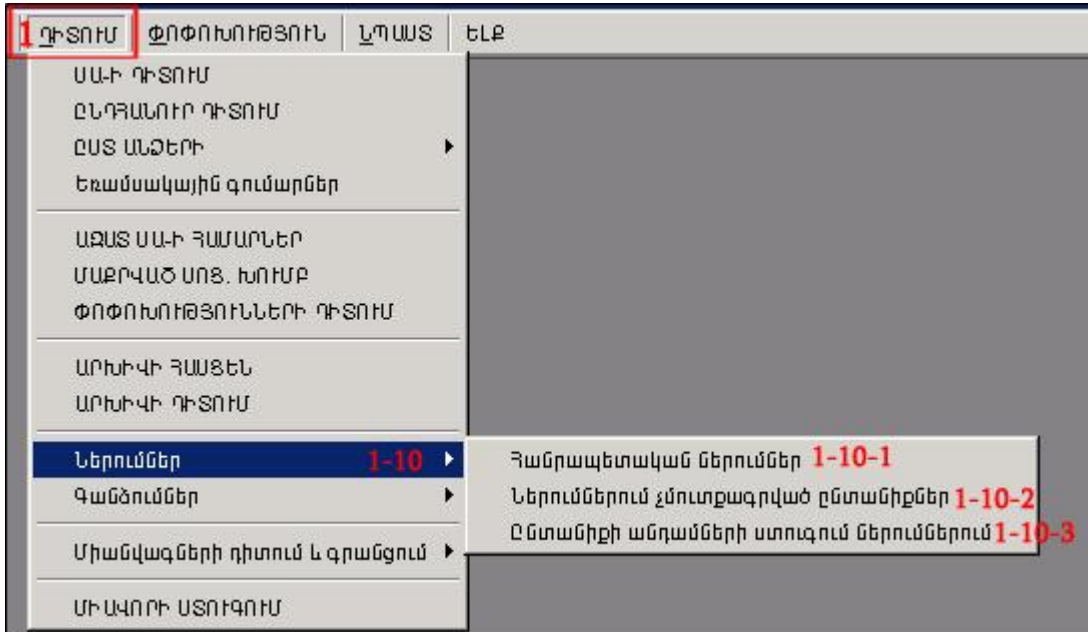 1 ԴԻՏՈՒՄ ՓՈՓՈԽՈՒԹՅՈՒՆ ՆՊԱՍՏ ԵԼՔ
ՍԱ-Ի ԴԻՏՈՒՄ
ԸՆԴՀԱՆՈՒՐ ԴԻՏՈՒՄ
ԸՍՏ ԱՆՁԵՐԻ
Եռամսակային գումարներ
ԱԶԱՏ ՍԱ-Ի ՀԱՄԱՐՆԵՐ
ՄԱՔՐՎԱԾ ՍՈՑ. ԽՈՒՄԲ
ՓՈՓՈԽՈՒԹՅՈՒՆՆԵՐԻ ԴԻՏՈՒՄ
ԱՐԽԻՎԻ ՀԱՍՑԵՆ
ԱՐԽԻՎԻ ԴԻՏՈՒՄ
Ներումներ 1-10
Հանրապետական ներումներ 1-10-1
Գանձումներ
Ներումներում չմուտքագրված ընտանիքներ 1-10-2
Ընտանիքի անդամների ստուգում ներումներում 1-10-3
Միանվագների դիտում և գրանցում
ՄԻԱՎՈՐԻ ՍՏՈՒԳՈՒՄ